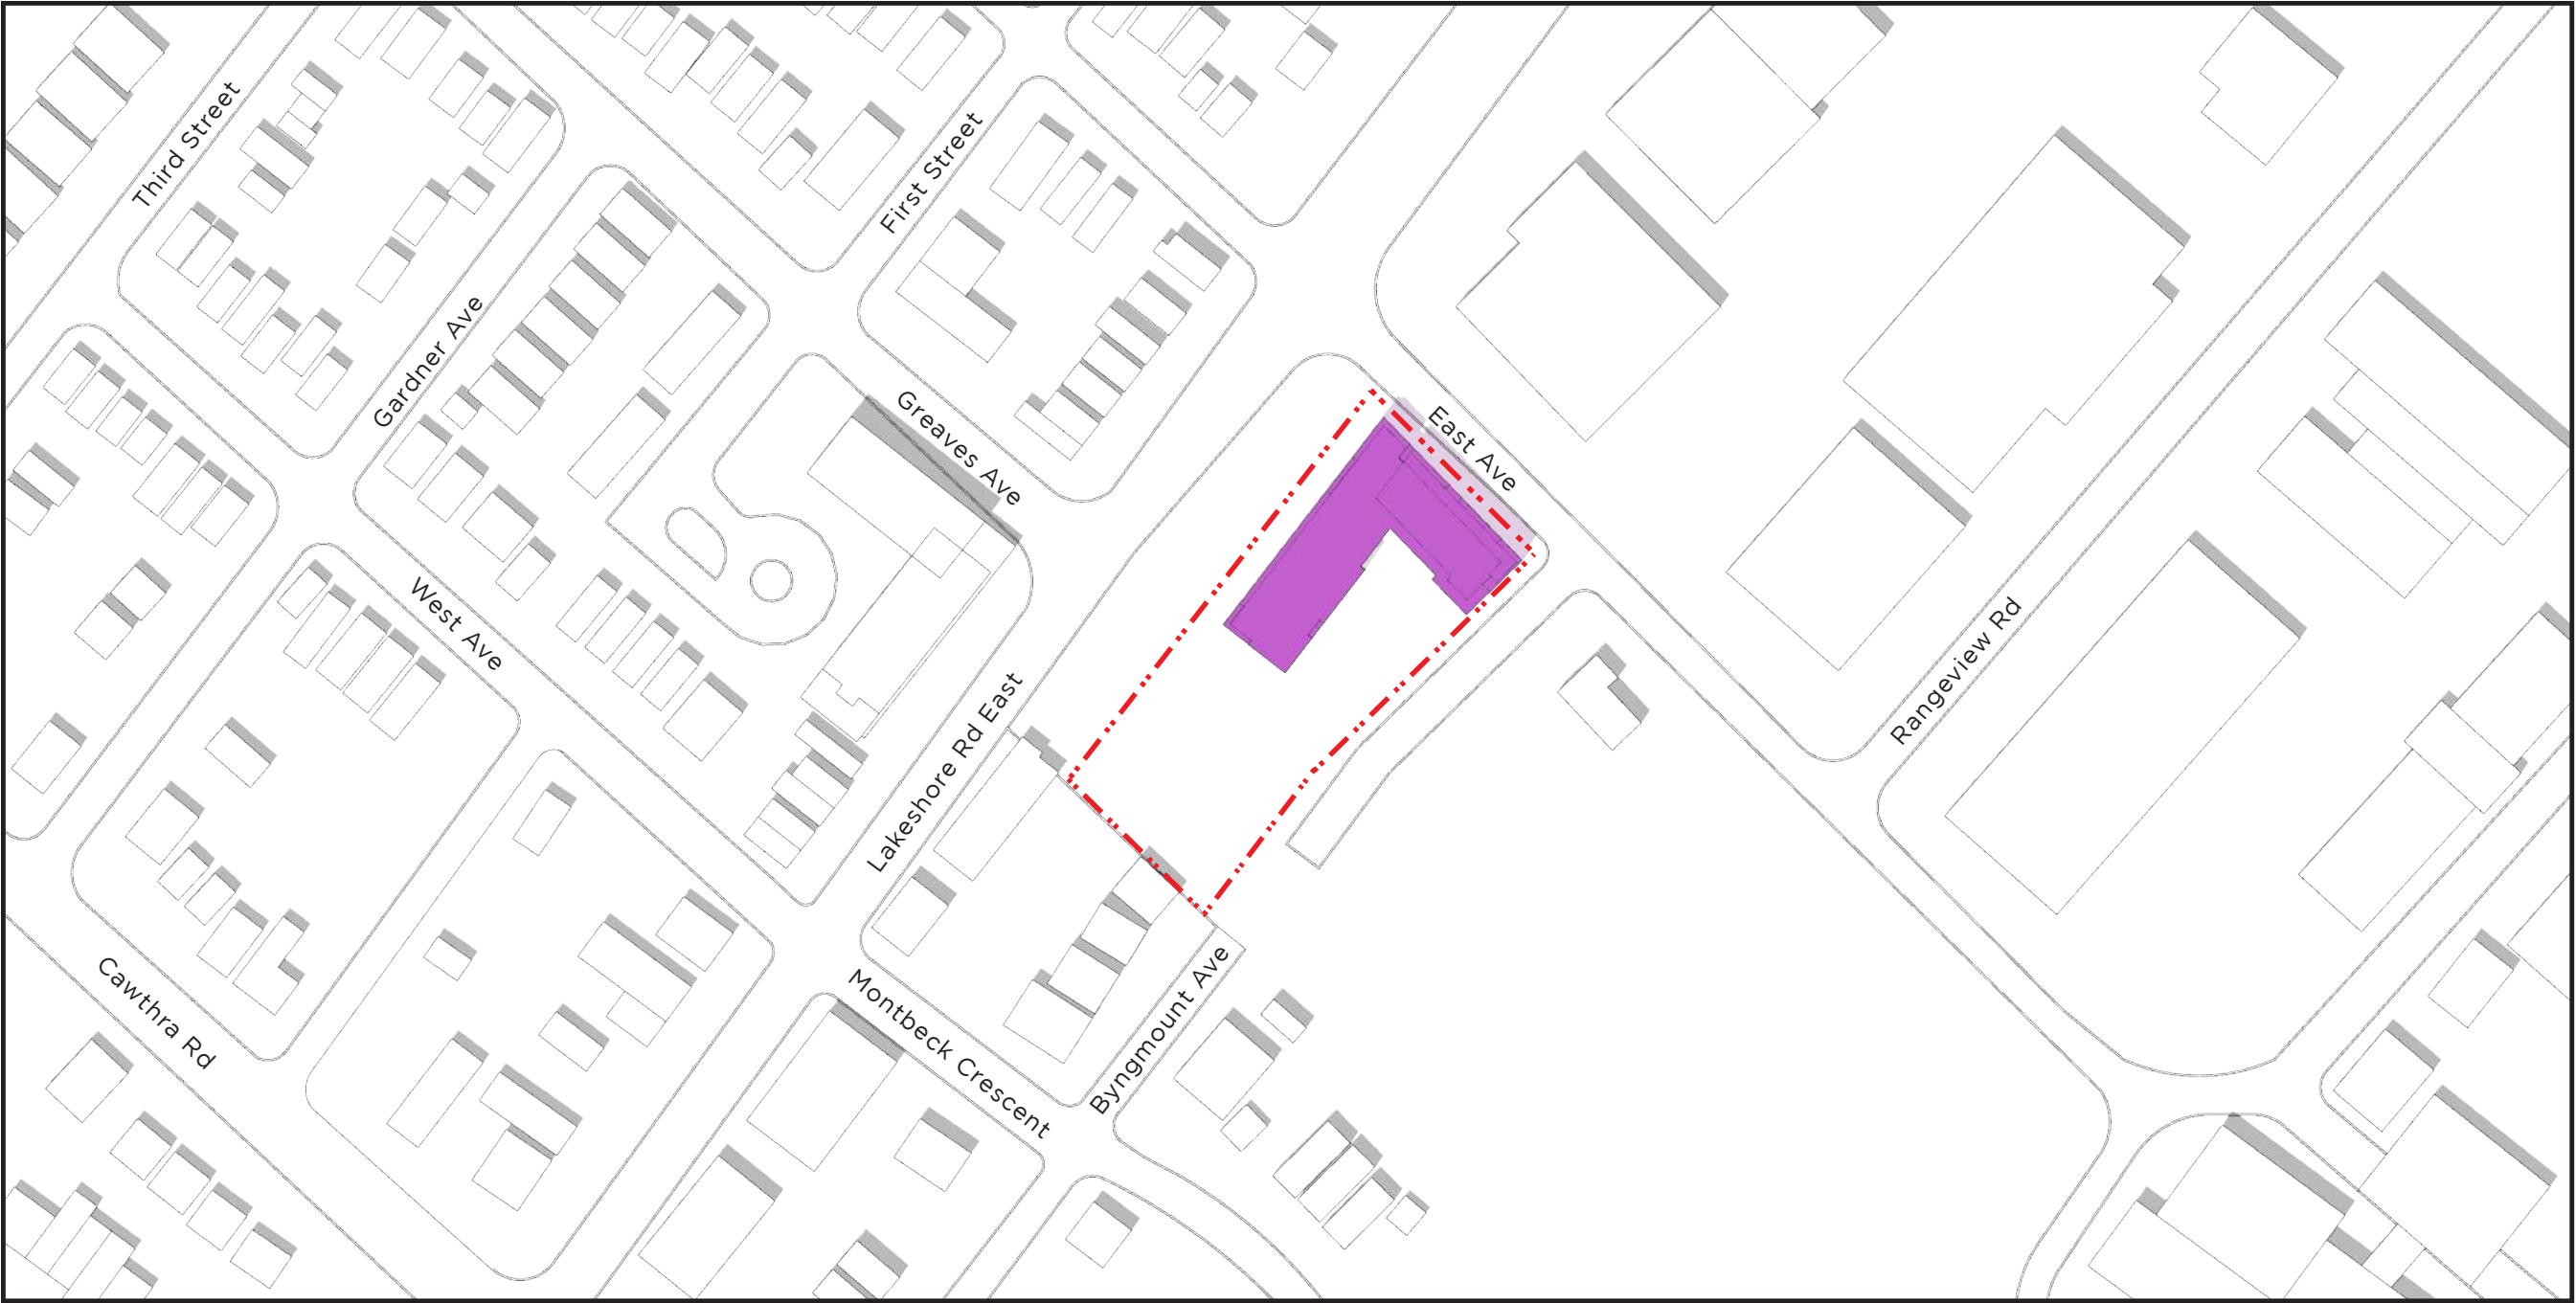 Third Street
First Street
Gardner Ave
Greaves Ave
East Ave
West Ave
Rangeview Rd
Lakeshore Rd East
Cawthra Rd
Montbeck Crescent
Byngmount Ave